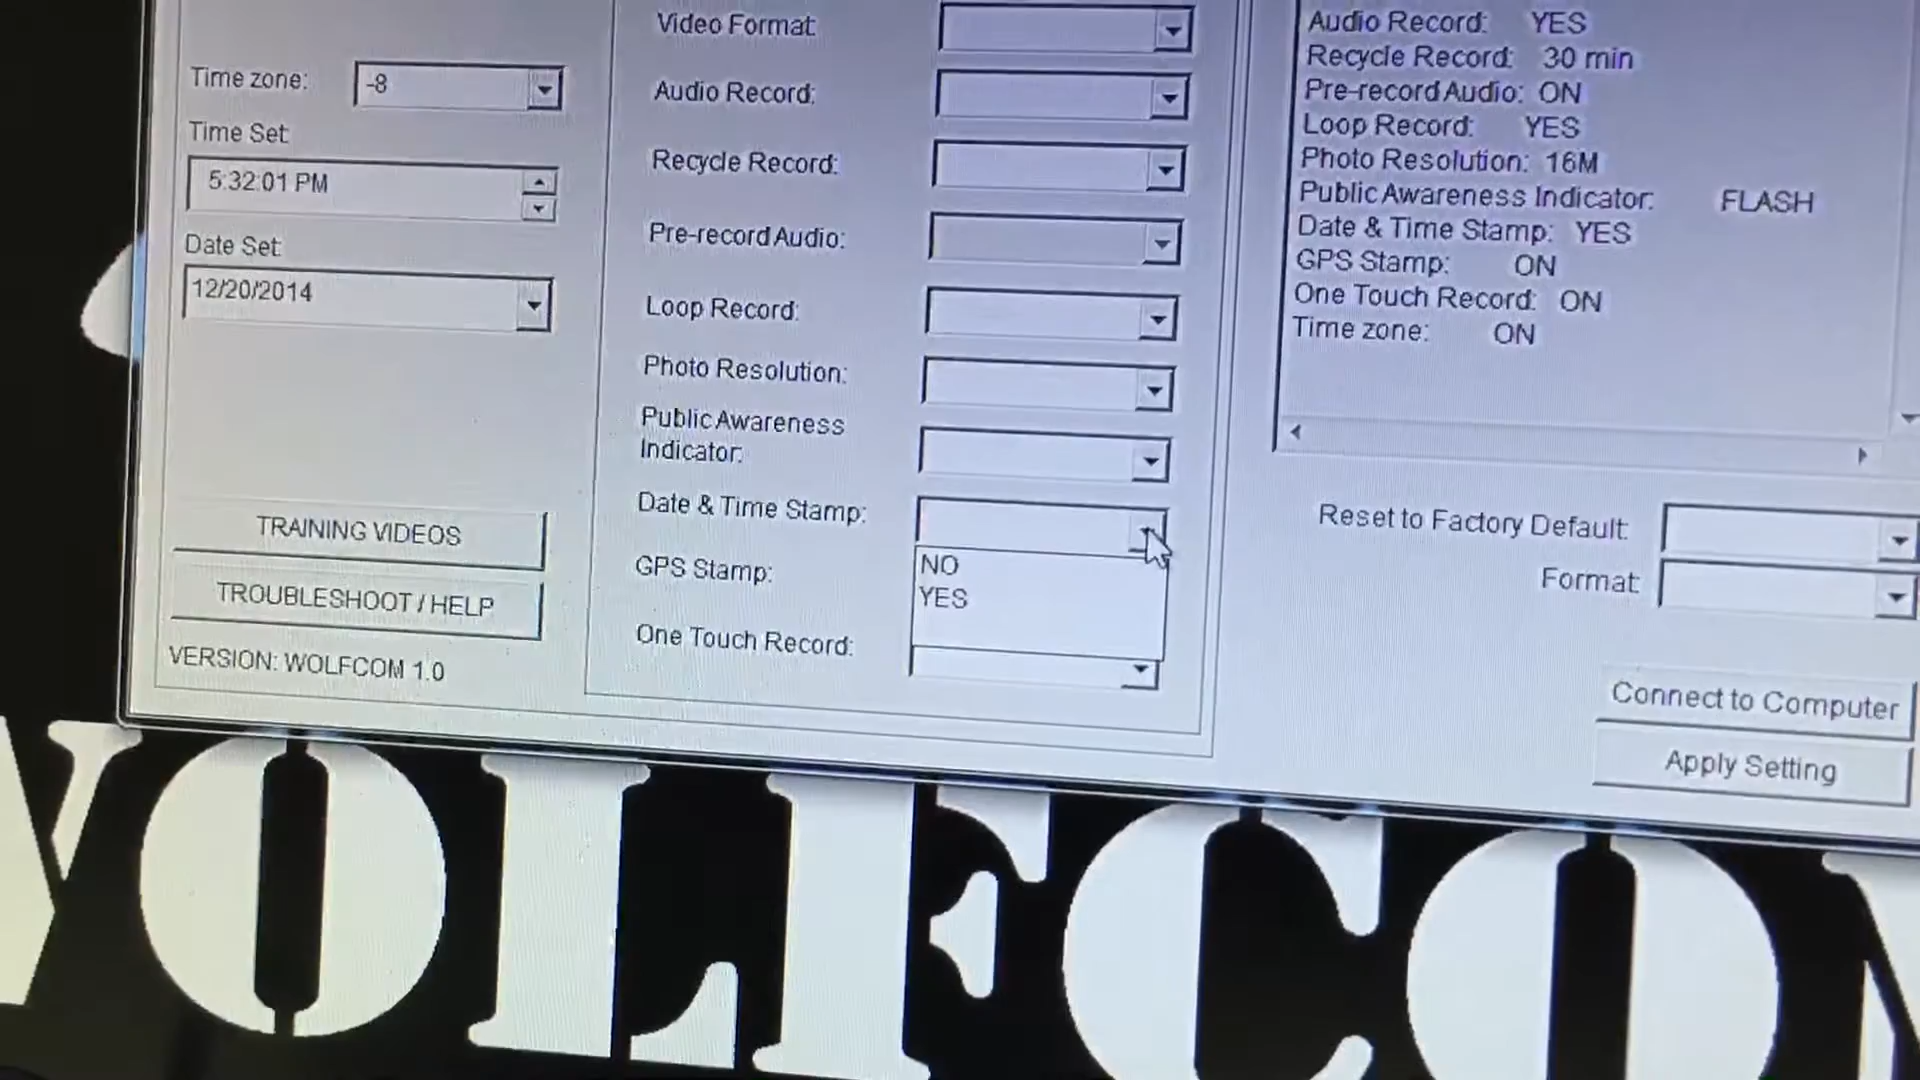 Time zone: -8
Time Set:
5:32:01 PM
Date Set:
12/20/2014
TRAINING VIDEOS
TROUBLESHOOT / HELP
VERSION: WOLFCOM 1.0
Video Format:
Audio Record:
Recycle Record:
Pre-record Audio:
Loop Record:
Photo Resolution:
Public Awareness
Indicator:
Date & Time Stamp:
NO
YES
GPS Stamp:
One Touch Record:
Audio Record: YES
Recycle Record: 30 min
Pre-record Audio: ON
Loop Record: YES
Photo Resolution: 16M
Public Awareness Indicator: FLASH
Date & Time Stamp: YES
GPS Stamp: ON
One Touch Record: ON
Time zone: ON
Reset to Factory Default:
Format:
Connect to Computer
Apply Setting
WOLFCOM